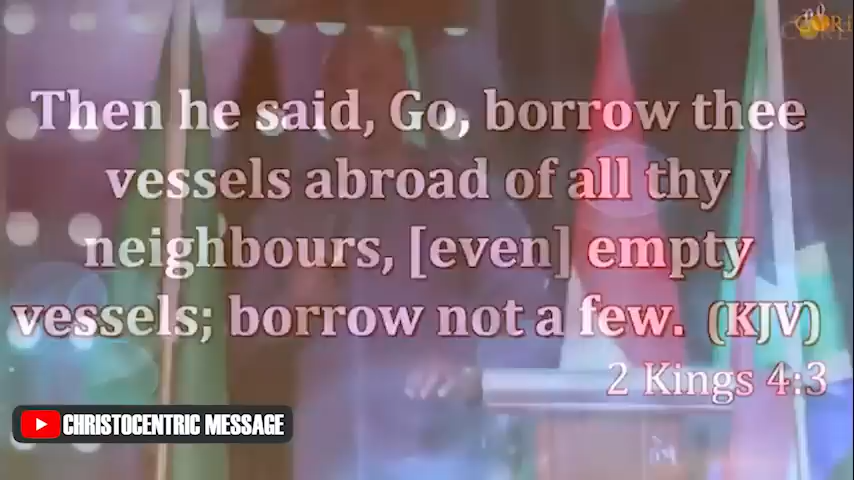 Then he said, Go, borrow thee
vessels abroad of all thy
neighbours, [even] empty
vessels; borrow not a few. (KJV)
2 Kings 4:3
CHRISTOCENTRIC MESSAGE